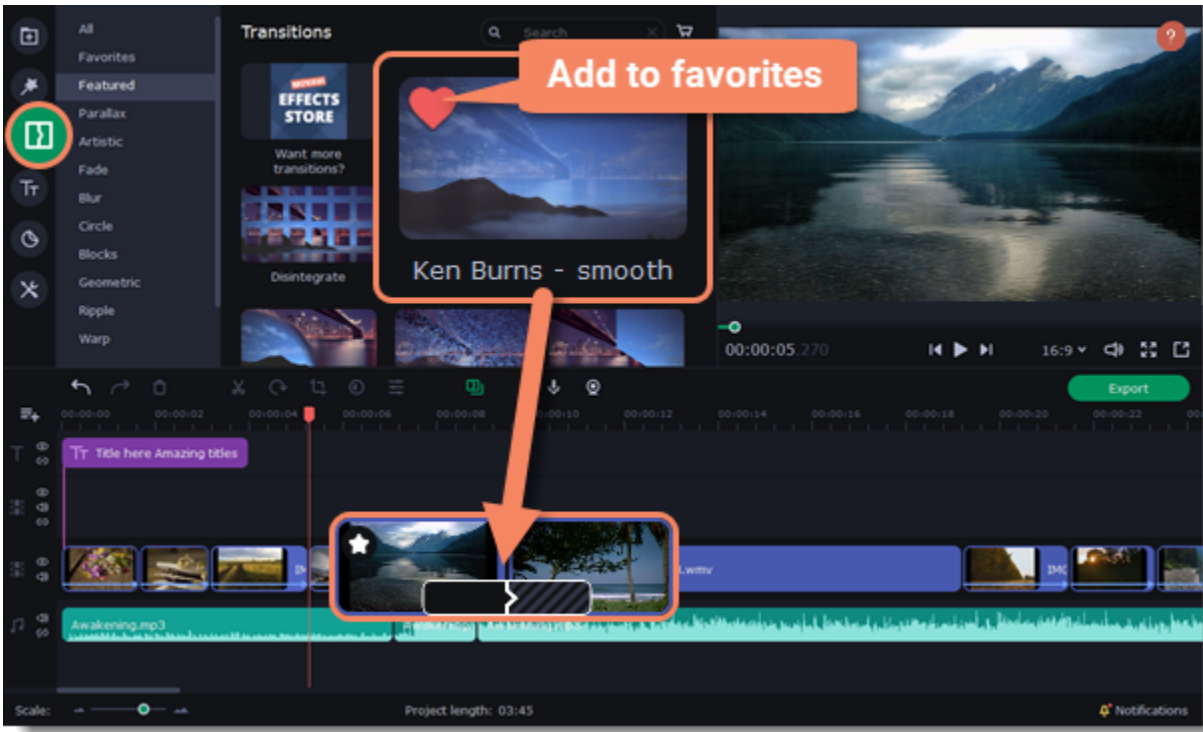 All
Favorites
Featured
Parallax
Artistic
Fade
Blur
Circle
Blocks
Geometric
Ripple
Warp
Transitions
Search
MOVAVI
EFFECTS
STORE
Want more
transitions?
Disintegrate
Add to favorites
Ken Burns - smooth
?
00:00:05.270
16:9
Export
00:00:00 00:00:02 00:00:04 00:00:06 00:00:08 00:00:10 00:00:12 00:00:14 00:00:16 00:00:18 00:00:20 00:00:22
Tт Title here Amazing titles
.wmv
Awakening.mp3
Scale:
Project length: 03:45
Notifications